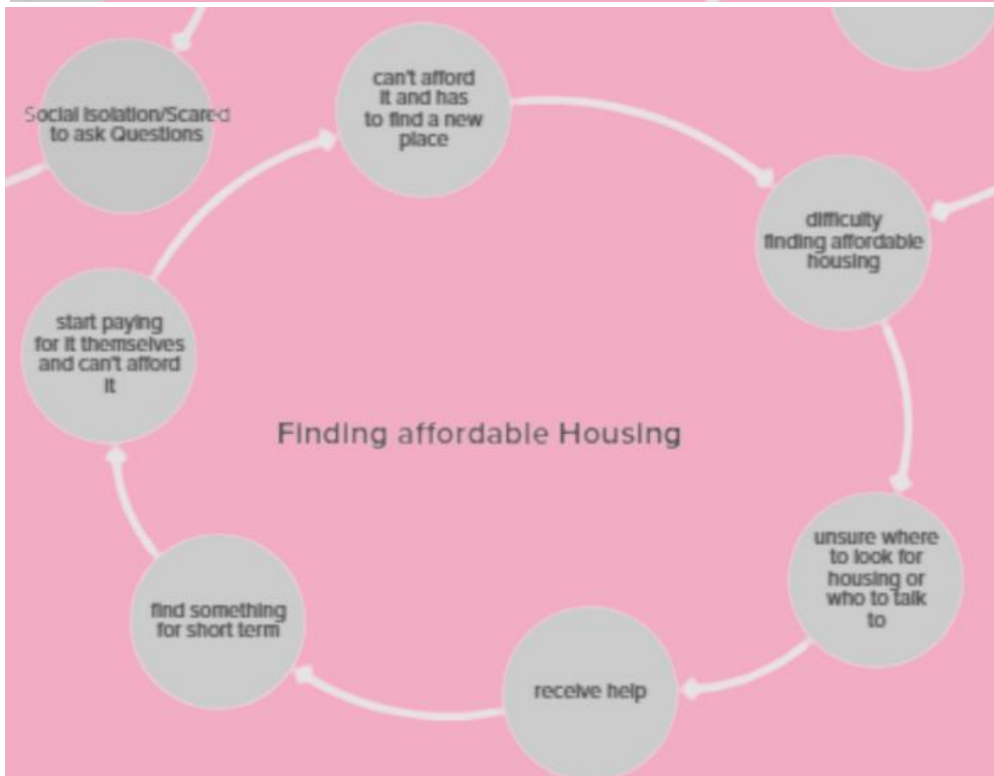 can't afford
it and has
to find a new
place
Social Isolation/Scared
to ask Questions
difficulty
finding affordable
housing
start paying
for it themselves
and can't afford
it
Finding affordable Housing
unsure where
to look for
housing or
who to talk
to
find something
for short term
receive help